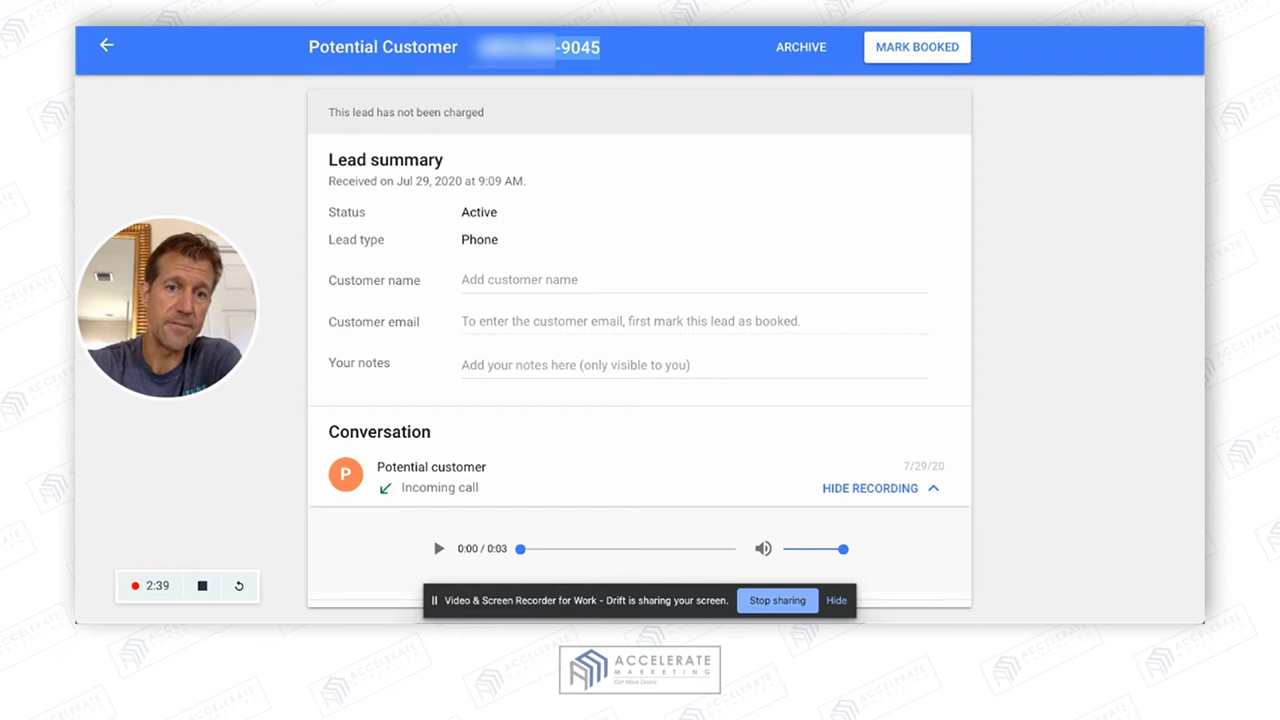 Potential Customer -9045 ARCHIVE MARK BOOKED
This lead has not been charged
Lead summary
Received on Jul 29, 2020 at 9:09 AM.
Status Active
Lead type Phone
Customer name Add customer name
Customer email To enter the customer email, first mark this lead as booked.
Your notes Add your notes here (only visible to you)
Conversation
P Potential customer 7/29/20
Incoming call HIDE RECORDING
0:00 / 0:03
2:39
Video & Screen Recorder for Work - Drift is sharing your screen. Stop sharing Hide
ACCELERATE
MARKETING
Get More Doors